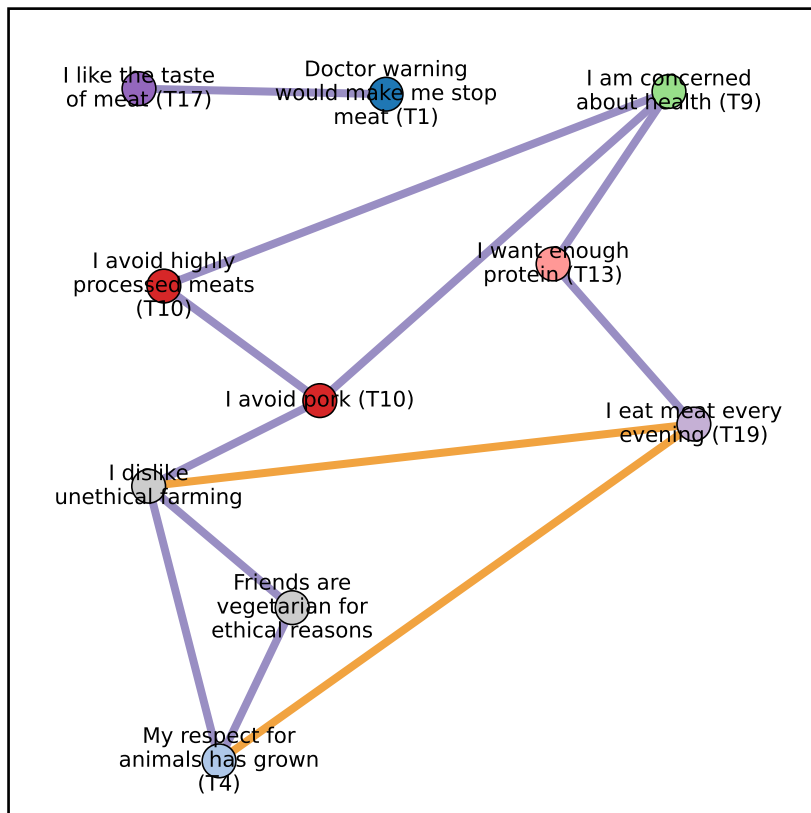 I like the taste
of meat (T17)
Doctor warning
would make me stop
meat (T1)
I am concerned
about health (T9)
I avoid highly
processed meats
(T10)
I want enough
protein (T13)
I avoid pork (T10)
I eat meat every
evening (T19)
I dislike
unethical farming
Friends are
vegetarian for
ethical reasons
My respect for
animals has grown
(T4)